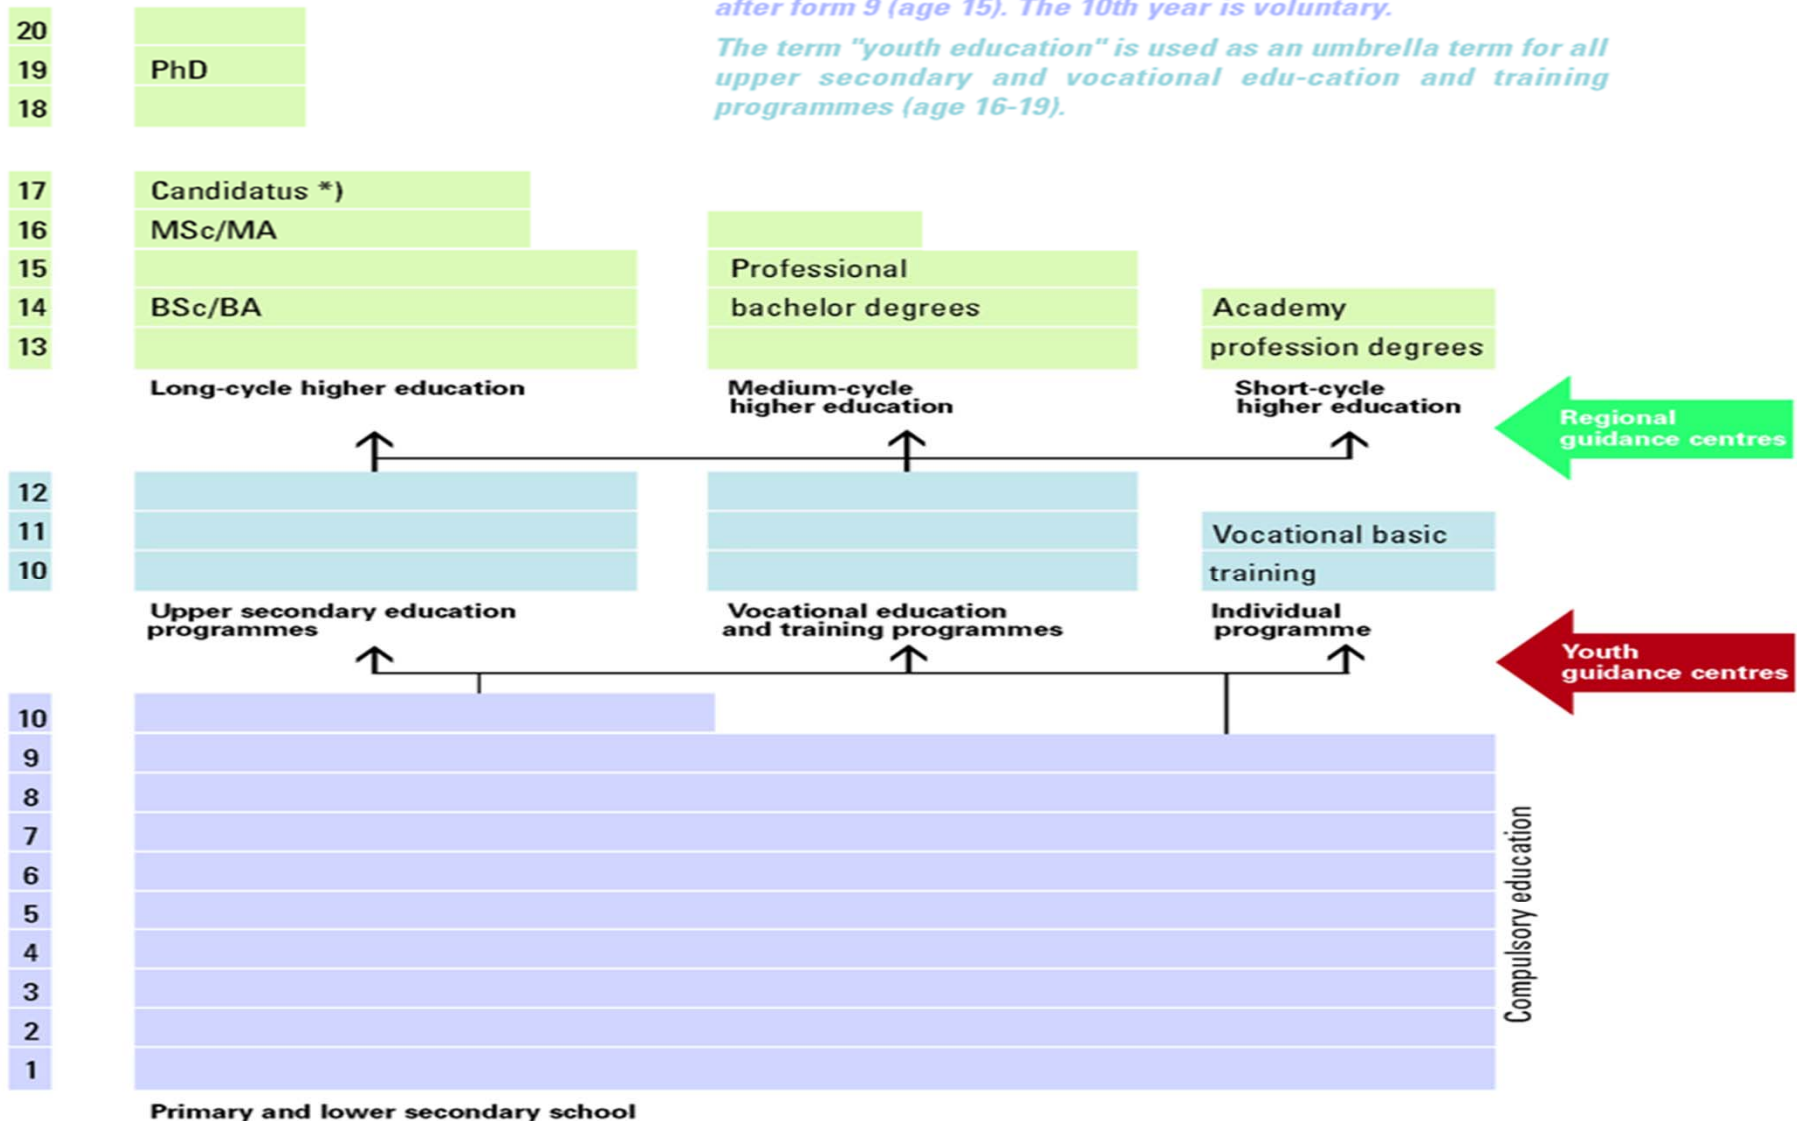 after form 9 (age 15). The 10th year is voluntary.
The term "youth education" is used as an umbrella term for all
upper secondary and vocational edu-cation and training
programmes (age 16-19).
20
19 PhD
18
17 Candidatus *)
16 MSc/MA
15 Professional
14 BSc/BA bachelor degrees Academy
13 profession degrees
Long-cycle higher education
Medium-cycle
higher education
Short-cycle
higher education
Regional
guidance centres
12
11 Vocational basic
10 training
Upper secondary education
programmes
Vocational education
and training programmes
Individual
programme
Youth
guidance centres
10
9
8
7
6
5
4
3
2
1
Compulsory education
Primary and lower secondary school